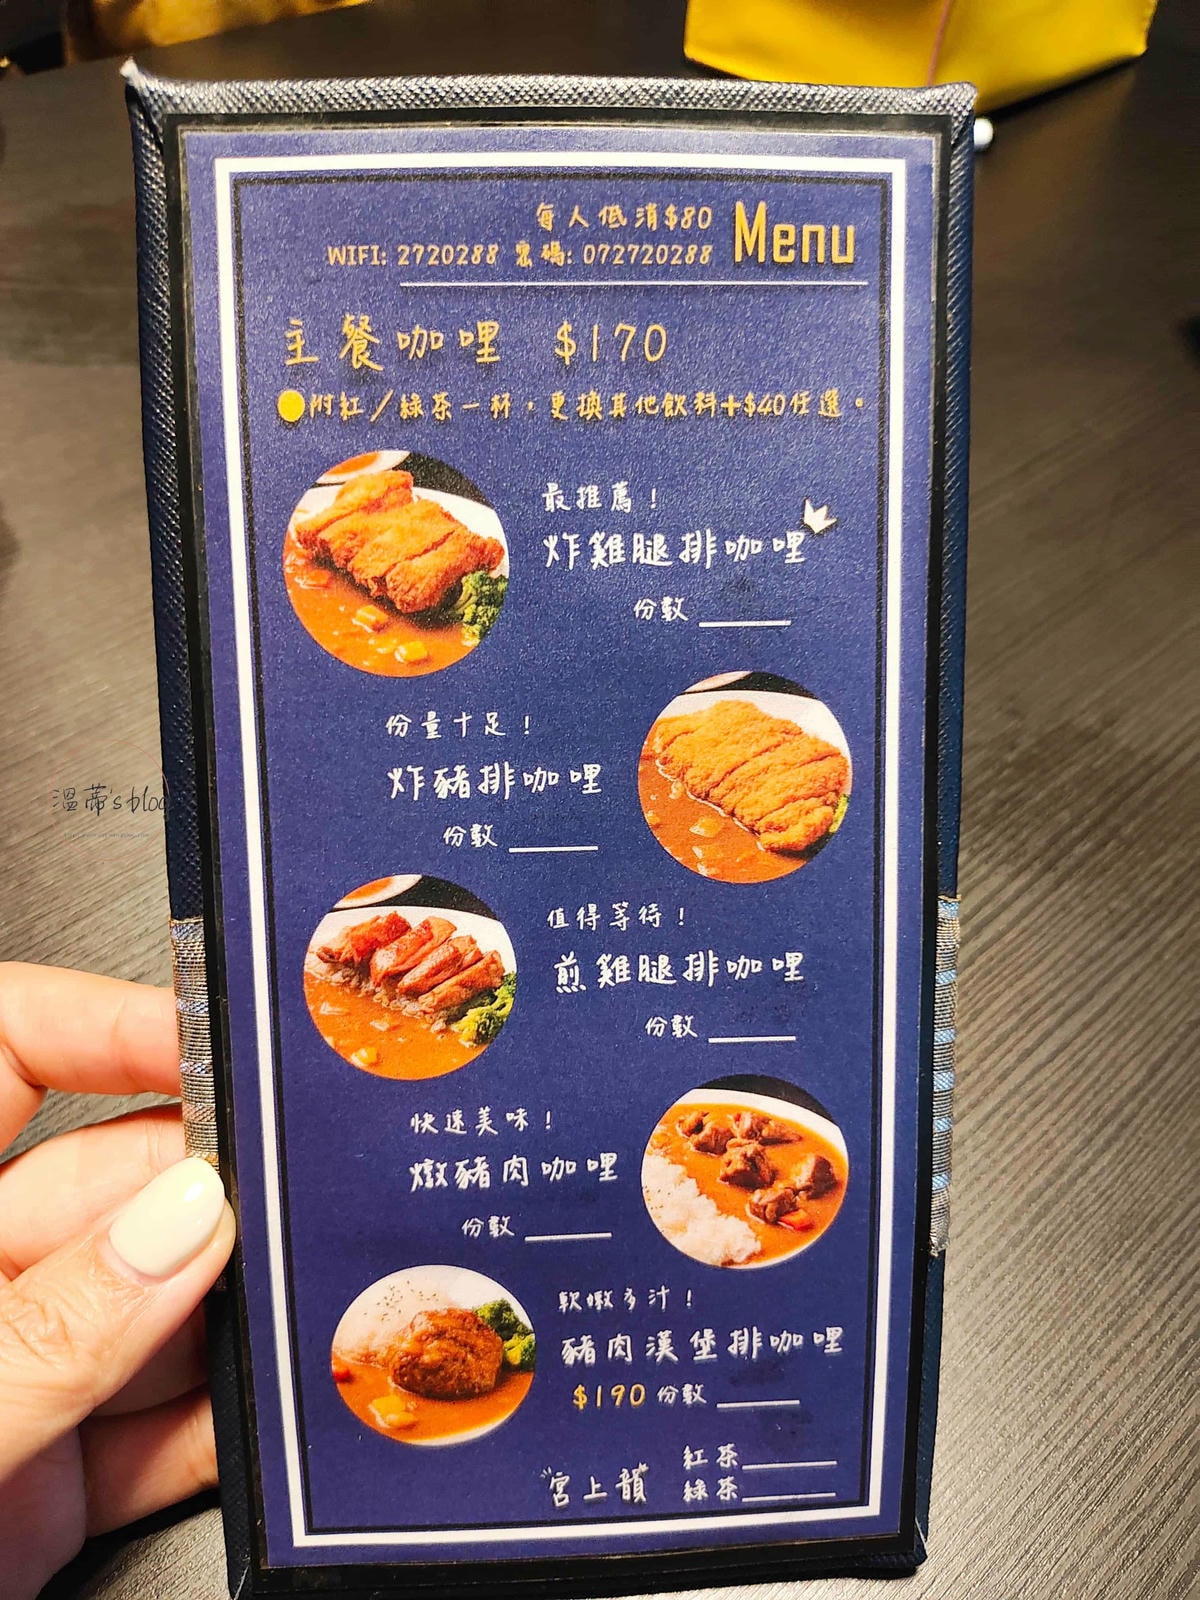 每人低消$80
Menu
WIFI: 2720288 密碼: 072720288
主餐咖哩 $170
附紅／綠茶一杯，更換其他飲料+$40任選。
最推薦！
炸雞腿排咖哩
份數
份量十足！
炸豬排咖哩
份數
值得等待！
煎雞腿排咖哩
份數
快速美味！
燉豬肉咖哩
份數
軟嫩多汁！
豬肉漢堡排咖哩
$190 份數
紅茶
宮上韻
綠茶
溫蒂's blog